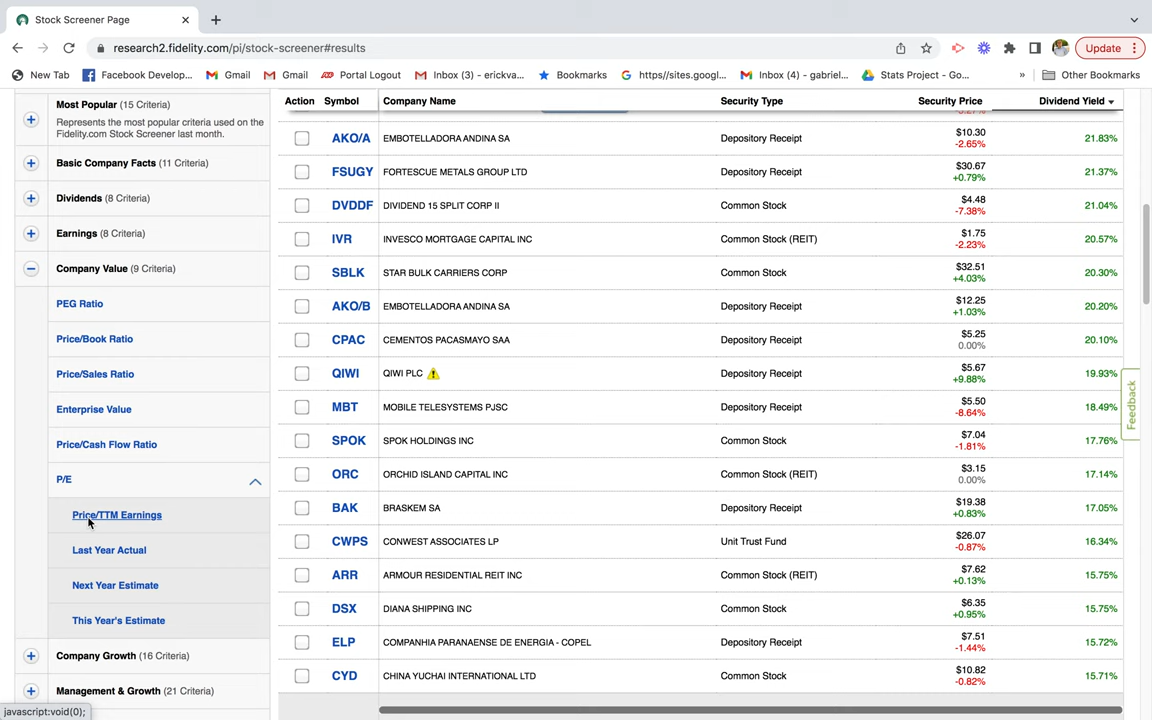 Stock Screener Page
research2.fidelity.com/pi/stock-screener#results
Update
New Tab
Facebook Develop...
Gmail
Gmail
Portal Logout
Inbox (3) - erickva...
Bookmarks
https//sites.googl...
Inbox (4) - gabriel...
Stats Project - Go...
»
Other Bookmarks
Most Popular (15 Criteria)
Represents the most popular criteria used on the
Fidelity.com Stock Screener last month.
Basic Company Facts (11 Criteria)
Dividends (8 Criteria)
Earnings (8 Criteria)
Company Value (9 Criteria)
PEG Ratio
Price/Book Ratio
Price/Sales Ratio
Enterprise Value
Price/Cash Flow Ratio
P/E
Price/TTM Earnings
Last Year Actual
Next Year Estimate
This Year's Estimate
Company Growth (16 Criteria)
Management & Growth (21 Criteria)
javascript:void(0);
Action Symbol Company Name Security Type Security Price Dividend Yield
AKO/A EMBOTELLADORA ANDINA SA Depository Receipt $10.30 21.83%
-2.65%
FSUGY FORTESCUE METALS GROUP LTD Depository Receipt $30.67 21.37%
+0.79%
DVDDF DIVIDEND 15 SPLIT CORP II Common Stock $4.48 21.04%
-7.38%
IVR INVESCO MORTGAGE CAPITAL INC Common Stock (REIT) $1.75 20.57%
-2.23%
SBLK STAR BULK CARRIERS CORP Common Stock $32.51 20.30%
+4.03%
AKO/B EMBOTELLADORA ANDINA SA Depository Receipt $12.25 20.20%
+1.03%
CPAC CEMENTOS PACASMAYO SAA Depository Receipt $5.25 20.10%
0.00%
QIWI QIWI PLC Depository Receipt $5.67 19.93%
+9.88%
MBT MOBILE TELESYSTEMS PJSC Depository Receipt $5.50 18.49%
-8.64%
SPOK SPOK HOLDINGS INC Common Stock $7.04 17.76%
-1.81%
ORC ORCHID ISLAND CAPITAL INC Common Stock (REIT) $3.15 17.14%
0.00%
BAK BRASKEM SA Depository Receipt $19.38 17.05%
+0.83%
CWPS CONWEST ASSOCIATES LP Unit Trust Fund $26.07 16.34%
-0.87%
ARR ARMOUR RESIDENTIAL REIT INC Common Stock (REIT) $7.62 15.75%
+0.13%
DSX DIANA SHIPPING INC Common Stock $6.35 15.75%
+0.95%
ELP COMPANHIA PARANAENSE DE ENERGIA - COPEL Depository Receipt $7.51 15.72%
-1.44%
CYD CHINA YUCHAI INTERNATIONAL LTD Common Stock $10.82 15.71%
-0.82%
Feedback